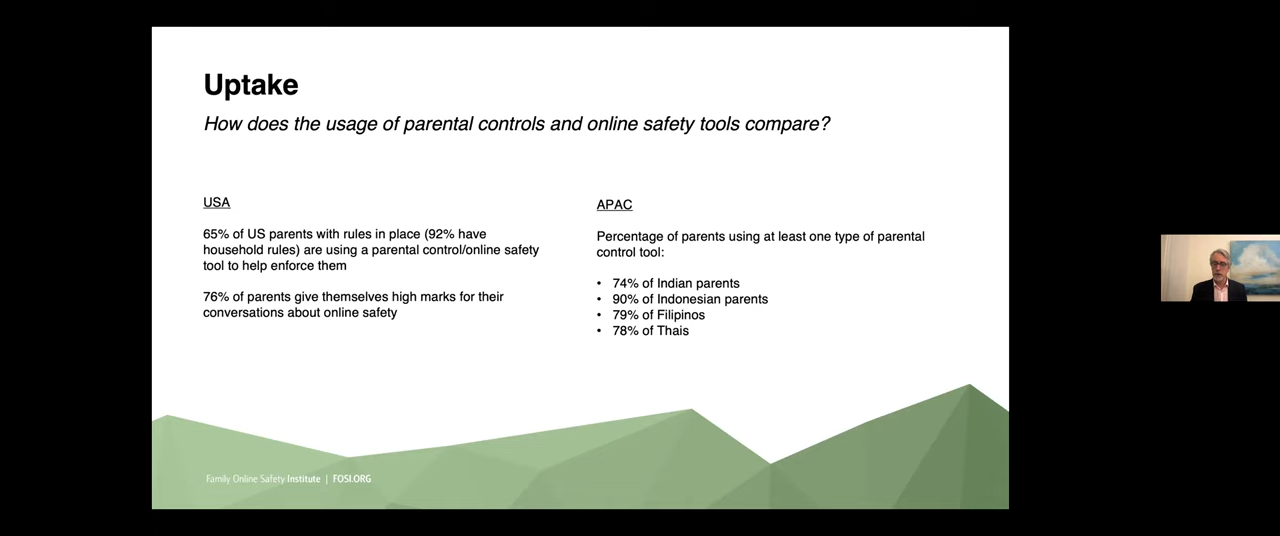 Uptake
How does the usage of parental controls and online safety tools compare?
USA
65% of US parents with rules in place (92% have
household rules) are using a parental control/online safety
tool to help enforce them
76% of parents give themselves high marks for their
conversations about online safety
APAC
Percentage of parents using at least one type of parental
control tool:
• 74% of Indian parents
• 90% of Indonesian parents
• 79% of Filipinos
• 78% of Thais
Family Online Safety Institute | FOSI.ORG